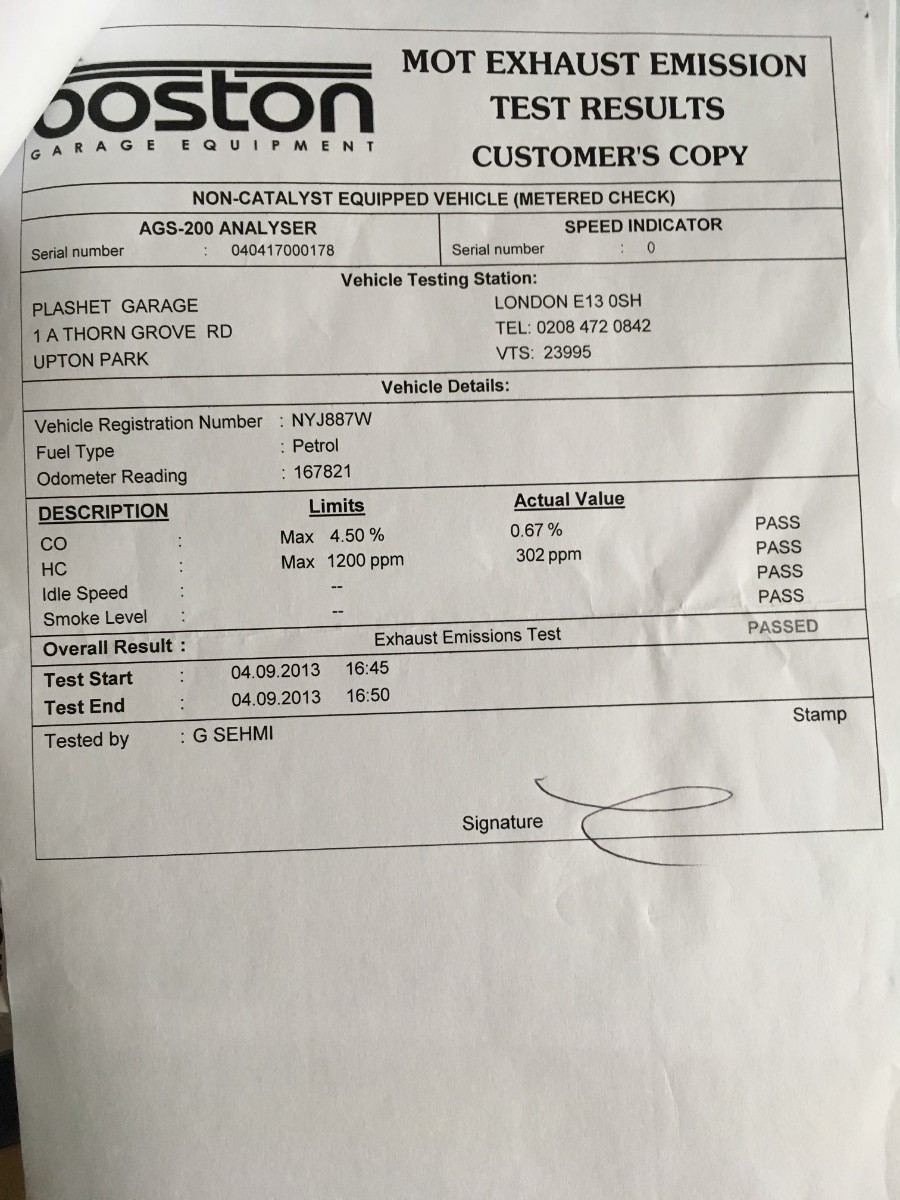 boston
GARAGE EQUIPMENT
MOT EXHAUST EMISSION
TEST RESULTS
CUSTOMER'S COPY
NON-CATALYST EQUIPPED VEHICLE (METERED CHECK)
AGS-200 ANALYSER
Serial number : 040417000178
SPEED INDICATOR
Serial number : 0
Vehicle Testing Station:
PLASHET GARAGE LONDON E13 0SH
1 A THORN GROVE RD TEL: 0208 472 0842
UPTON PARK VTS: 23995
Vehicle Details:
Vehicle Registration Number : NYJ887W
Fuel Type : Petrol
Odometer Reading : 167821
DESCRIPTION Limits Actual Value
CO : Max 4.50 % 0.67 % PASS
HC : Max 1200 ppm 302 ppm PASS
Idle Speed : -- PASS
Smoke Level : -- PASS
Overall Result : Exhaust Emissions Test PASSED
Test Start : 04.09.2013 16:45
Test End : 04.09.2013 16:50
Tested by : G SEHMI Stamp
Signature